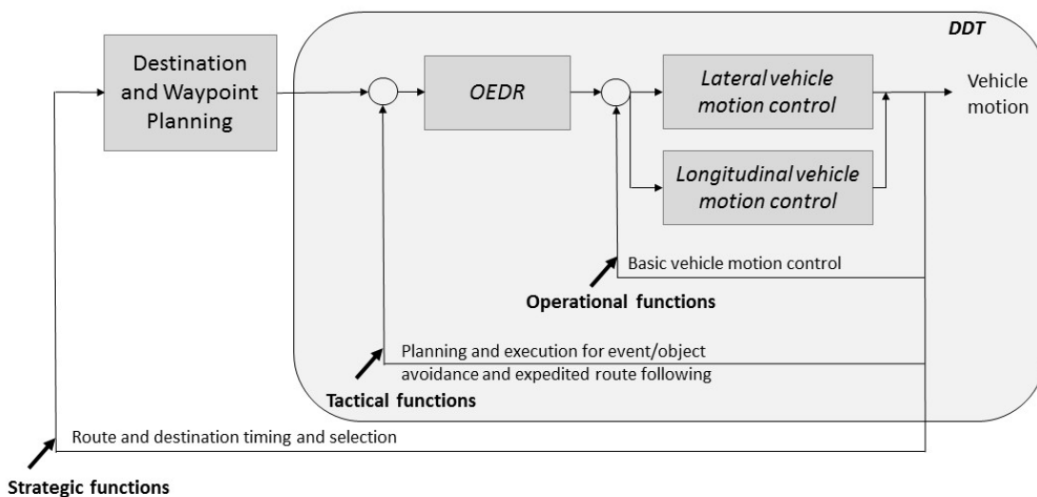 DDT
Destination
and Waypoint
Planning
OEDR
Lateral vehicle
motion control
Vehicle
motion
Longitudinal vehicle
motion control
Basic vehicle motion control
Operational functions
Planning and execution for event/object
avoidance and expedited route following
Tactical functions
Route and destination timing and selection
Strategic functions